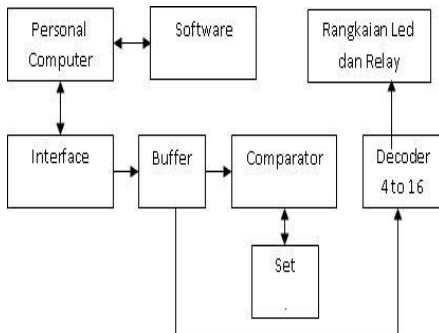 Personal
Computer
Software
Rangkaian Led
dan Relay
Interface
Buffer
Comparator
Decoder
4 to 16
Set
.